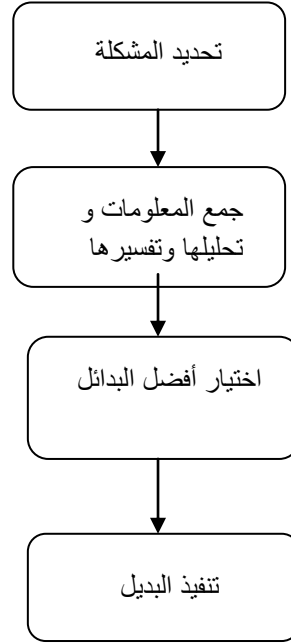 تحديد المشكلة
جمع المعلومات و
تحليلها وتفسيرها
اختيار أفضل البدائل
تنفيذ البديل